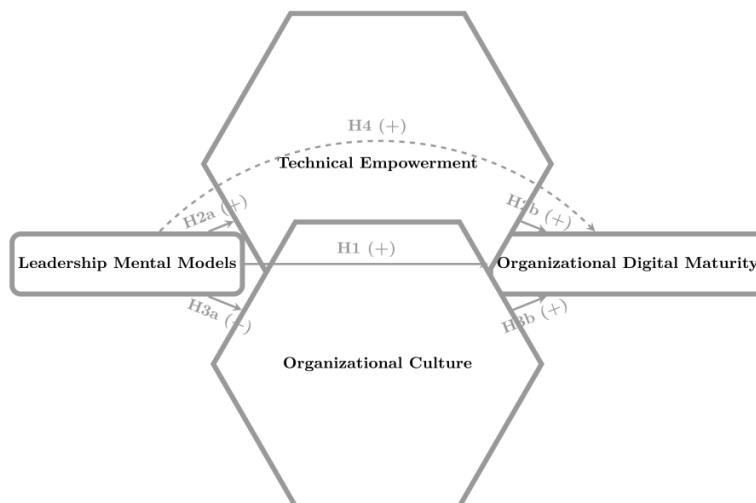 H4 (+)
Technical Empowerment
H2a (+)
H2b (+)
H1 (+)
Leadership Mental Models
Organizational Digital Maturity
H3a (+)
H3b (+)
Organizational Culture